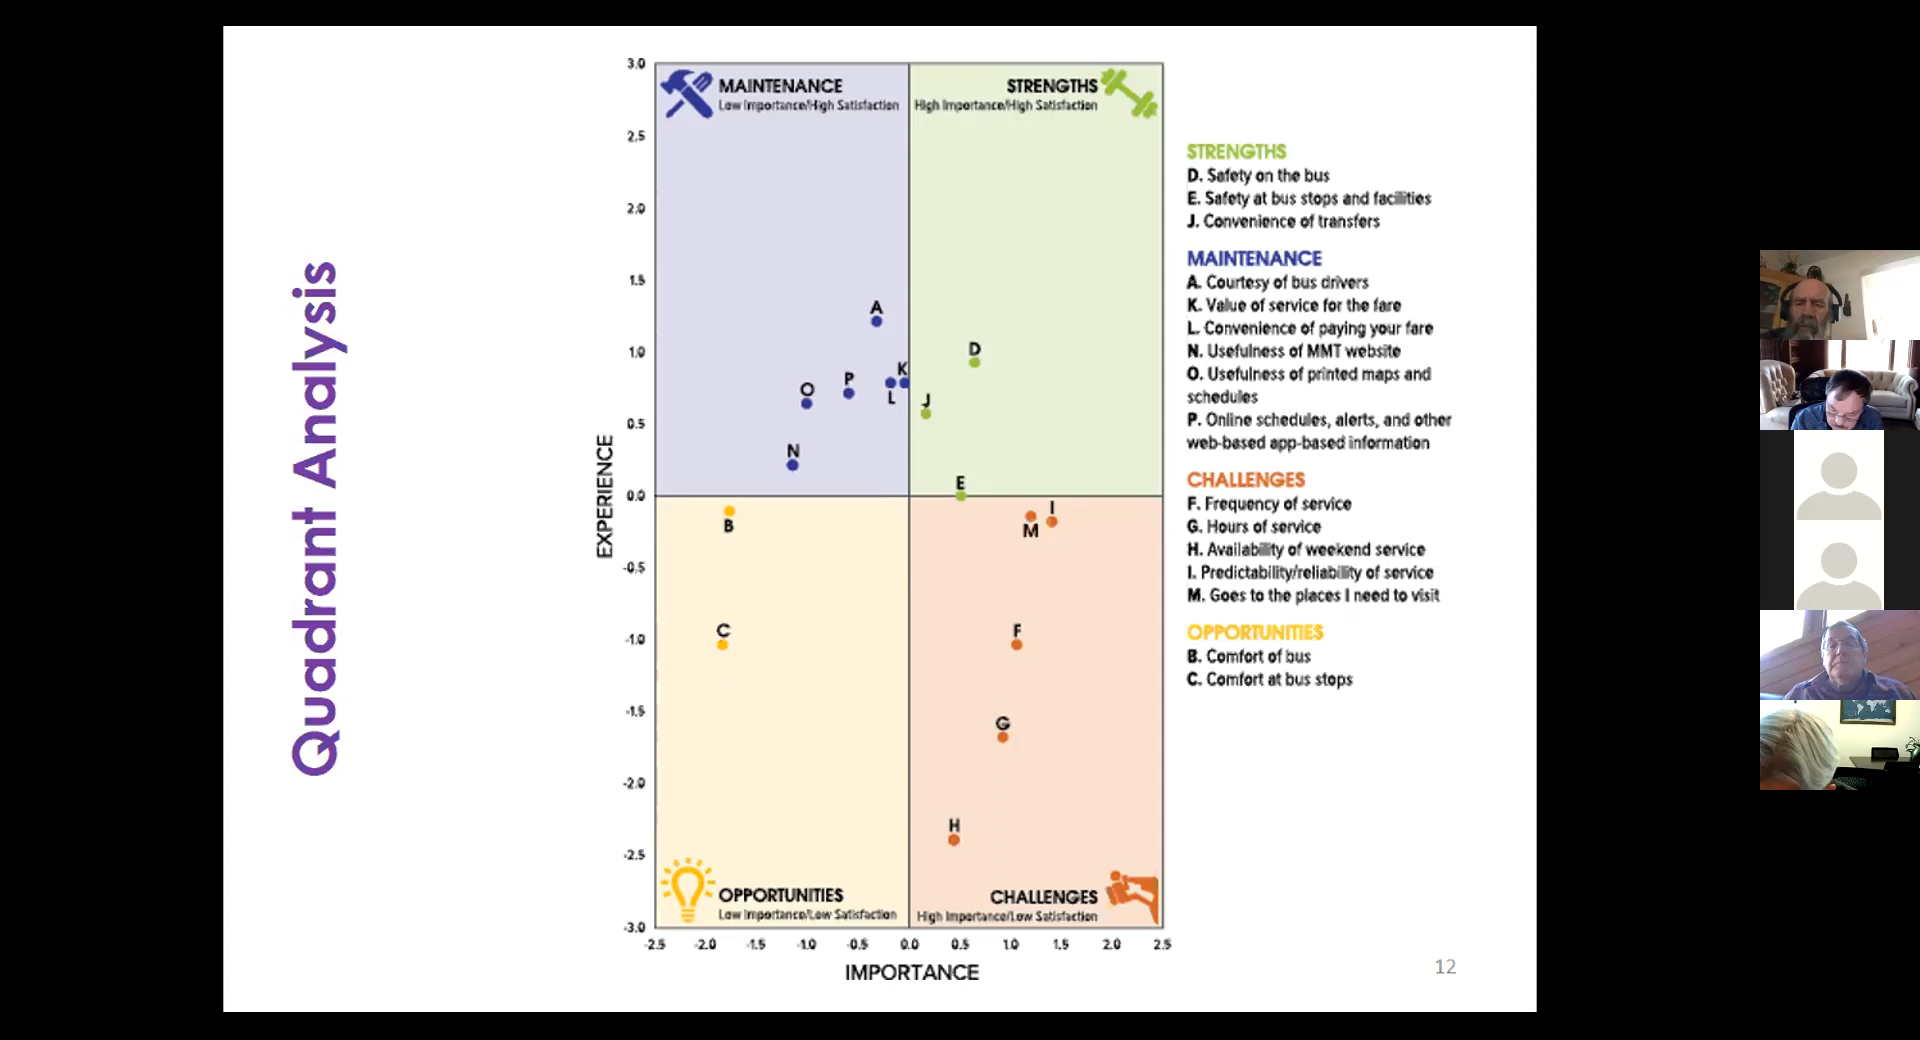 Quadrant Analysis
3.0
2.5
2.0
1.5
1.0
0.5
0.0
-0.5
-1.0
-1.5
-2.0
-2.5
-3.0
EXPERIENCE
MAINTENANCE
Low Importance/High Satisfaction
STRENGTHS
High Importance/High Satisfaction
A
D
K
P
L
O
J
N
E
B
I
M
C
F
G
H
OPPORTUNITIES
Low Importance/Low Satisfaction
CHALLENGES
High Importance/Low Satisfaction
-2.5 -2.0 -1.5 -1.0 -0.5 0.0 0.5 1.0 1.5 2.0 2.5
IMPORTANCE
STRENGTHS
D. Safety on the bus
E. Safety at bus stops and facilities
J. Convenience of transfers
MAINTENANCE
A. Courtesy of bus drivers
K. Value of service for the fare
L. Convenience of paying your fare
N. Usefulness of MMT website
O. Usefulness of printed maps and
schedules
P. Online schedules, alerts, and other
web-based app-based information
CHALLENGES
F. Frequency of service
G. Hours of service
H. Availability of weekend service
I. Predictability/reliability of service
M. Goes to the places I need to visit
OPPORTUNITIES
B. Comfort of bus
C. Comfort at bus stops
12